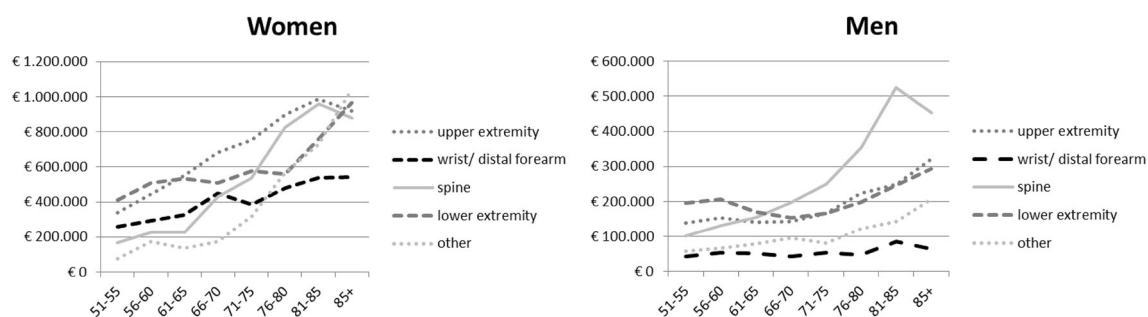 Women
€ 1.200.000
€ 1.000.000
€ 800.000
€ 600.000
€ 400.000
€ 200.000
€ 0
51-55
56-60
61-65
66-70
71-75
76-80
81-85
85+
upper extremity
wrist/ distal forearm
spine
lower extremity
other
Men
€ 600.000
€ 500.000
€ 400.000
€ 300.000
€ 200.000
€ 100.000
€ 0
51-55
56-60
61-65
66-70
71-75
76-80
81-85
85+
upper extremity
wrist/ distal forearm
spine
lower extremity
other